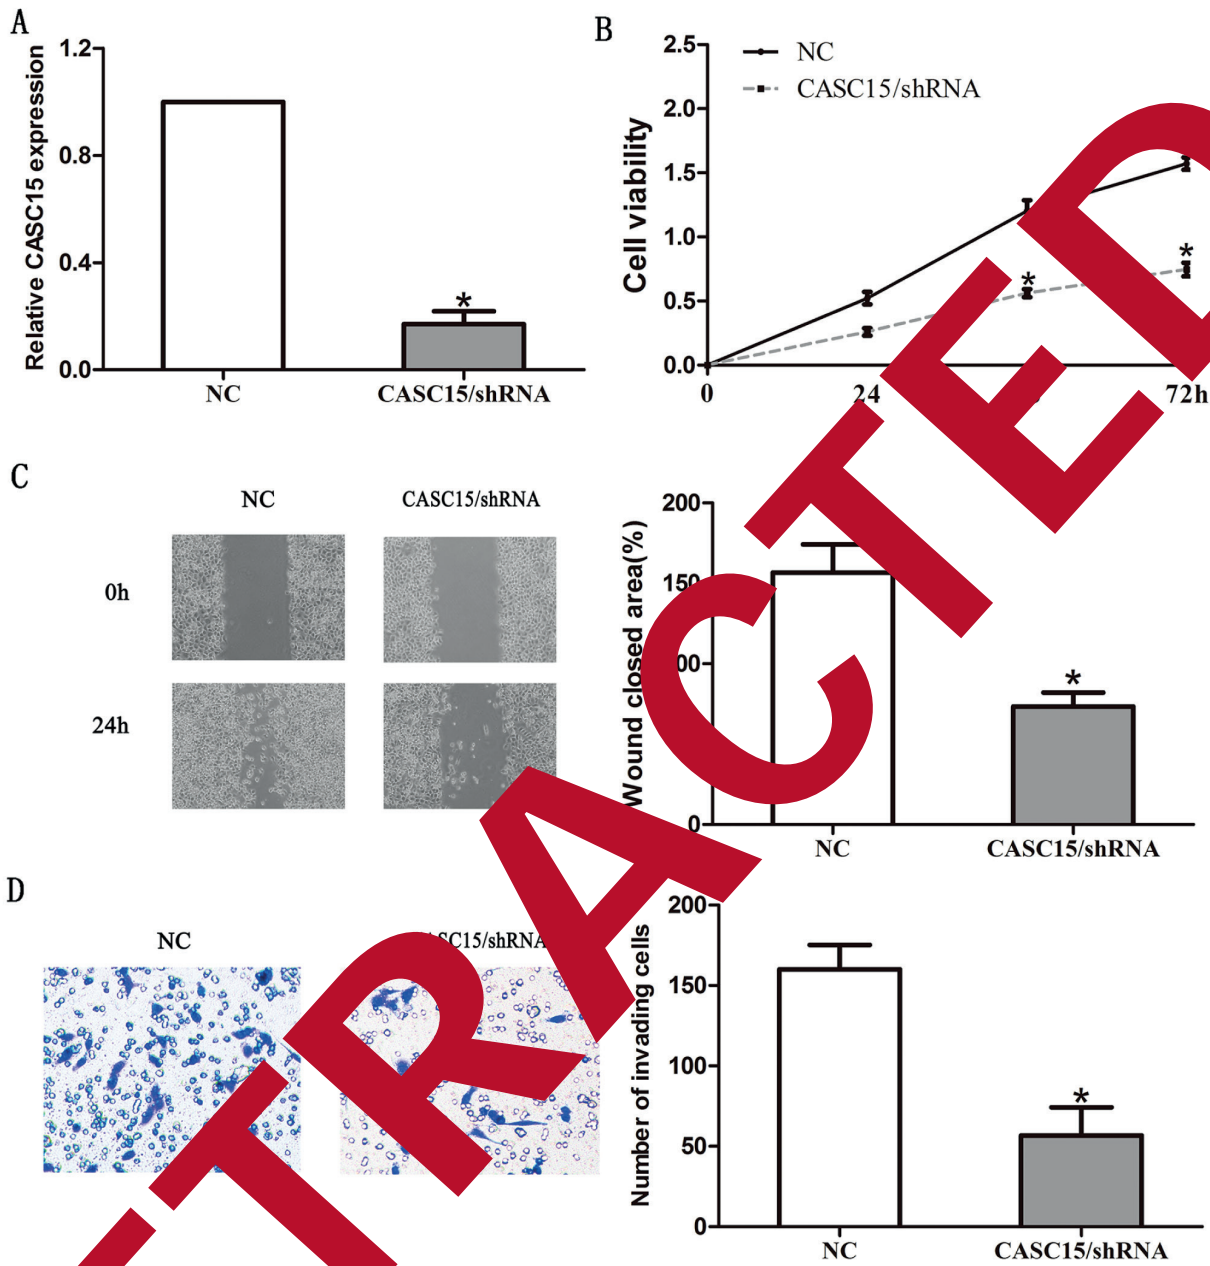 A
1.2
0.8
0.4
0.0
Relative CASC15 expression
NC
CASC15/shRNA
*
B
2.5
2.0
1.5
1.0
0.5
0.0
Cell viability
NC
CASC15/shRNA
*
*
0
24
72h
C
NC
CASC15/shRNA
0h
24h
200
150
0
Wound closed area(%)
*
NC
CASC15/shRNA
D
NC
200
150
100
50
0
Number of invading cells
*
NC
CASC15/shRNA
TRACTED